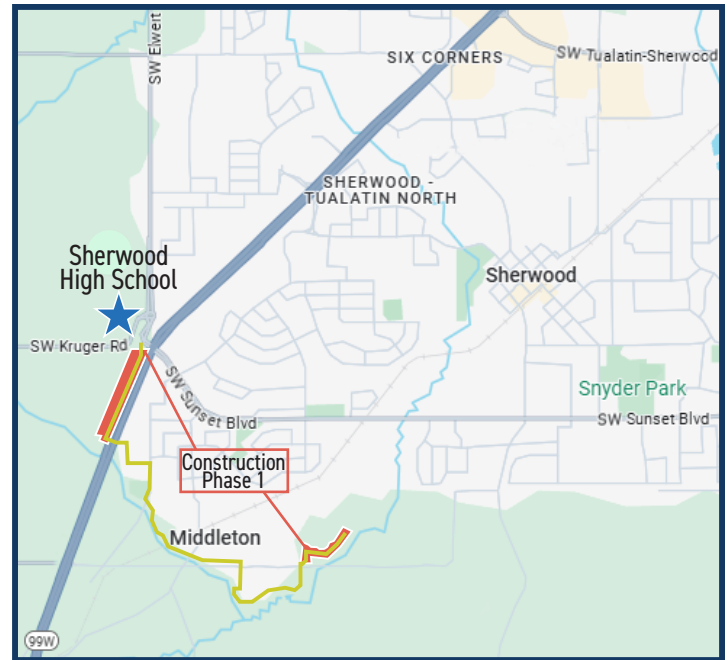 SW Elwert
SIX CORNERS
SW Tualatin-Sherwood
SHERWOOD -
TUALATIN NORTH
Sherwood
High School
Sherwood
SW Kruger Rd
SW Sunset Blvd
Snyder Park
SW Sunset Blvd
Construction
Phase 1
Middleton
99W